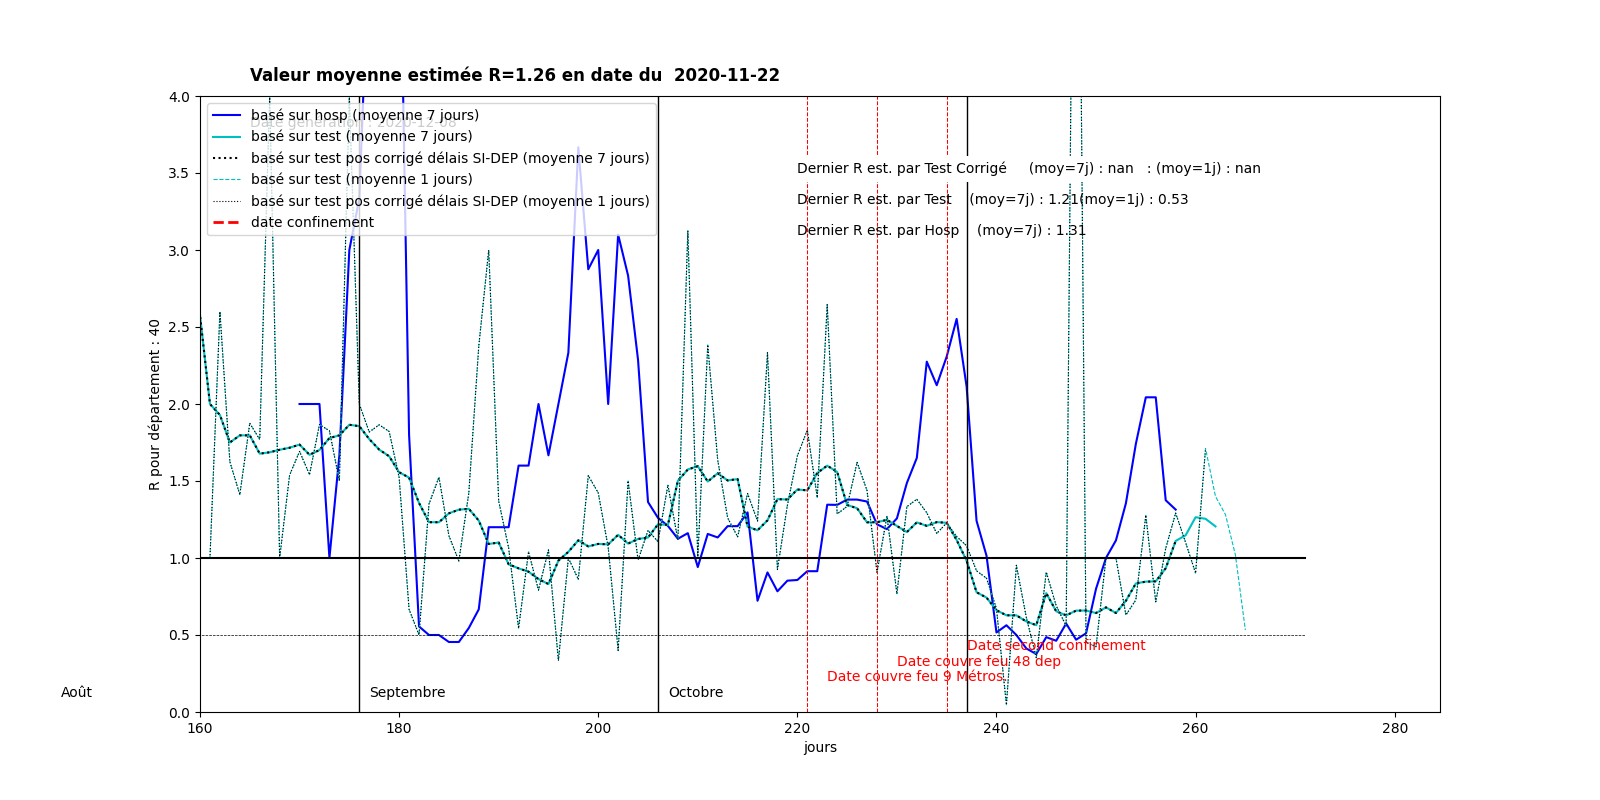 Valeur moyenne estimée R=1.26 en date du  2020-11-22
4.0
3.5
3.0
2.5
2.0
1.5
1.0
0.5
0.0
R pour département : 40
basé sur hosp (moyenne 7 jours)
Date génération : 2020-12-08
basé sur test (moyenne 7 jours)
basé sur test pos corrigé délais SI-DEP (moyenne 7 jours)
basé sur test (moyenne 1 jours)
basé sur test pos corrigé délais SI-DEP (moyenne 1 jours)
date confinement
Dernier R est. par Test Corrigé     (moy=7j) : nan   : (moy=1j) : nan
Dernier R est. par Test    (moy=7j) : 1.21(moy=1j) : 0.53
Dernier R est. par Hosp    (moy=7j) : 1.31
Date second confinement
Date couvre feu 48 dep
Date couvre feu 9 Métros
Août
Septembre
Octobre
160 180 200 220 240 260 280
jours